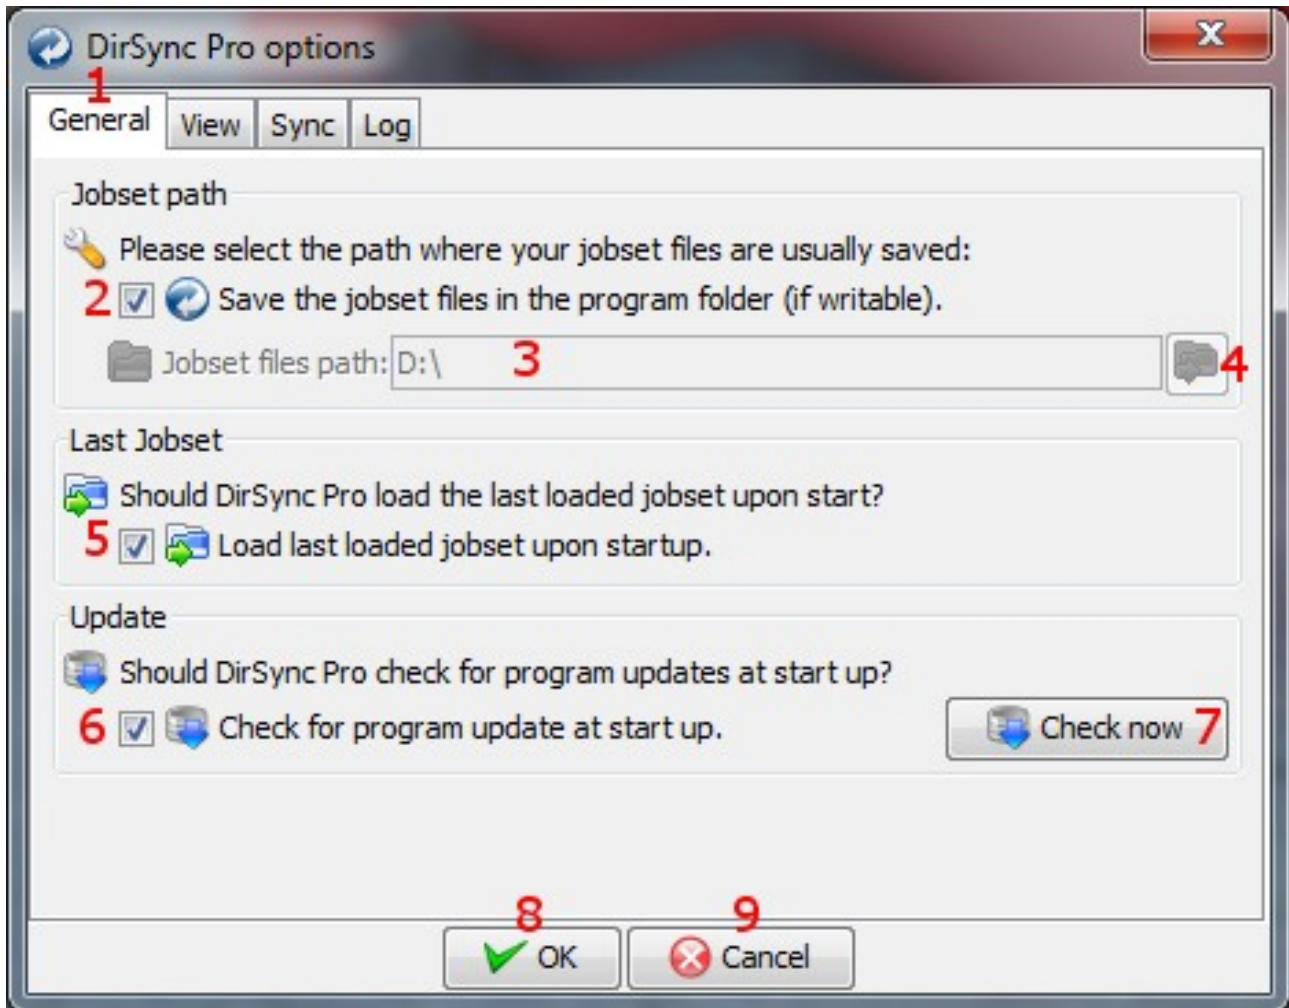 DirSync Pro options
1
General View Sync Log
Jobset path
Please select the path where your jobset files are usually saved:
2 Save the jobset files in the program folder (if writable).
Jobset files path: D:\ 3 4
Last Jobset
Should DirSync Pro load the last loaded jobset upon start?
5 Load last loaded jobset upon startup.
Update
Should DirSync Pro check for program updates at start up?
6 Check for program update at start up. Check now 7
8 9
OK Cancel